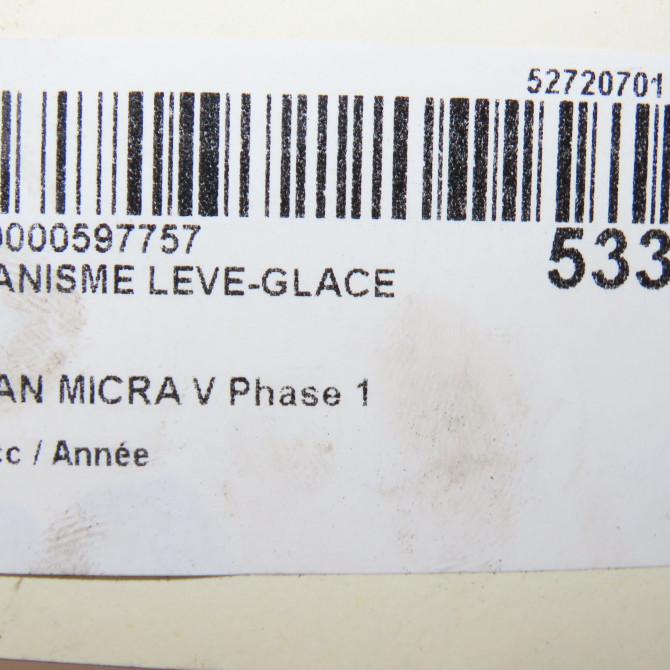 52720701
0000597757
533
ANISME LEVE-GLACE
AN MICRA V Phase 1
cc / Année